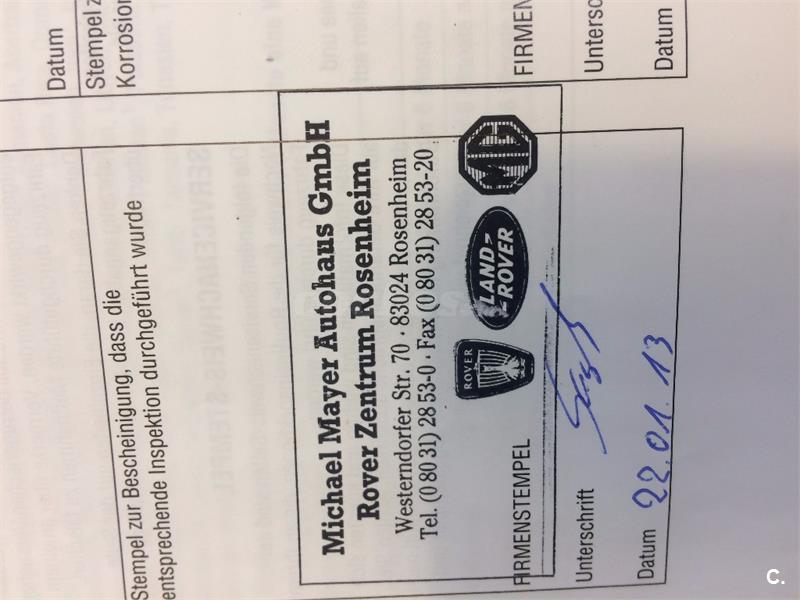 Datum
Stempel z
Korrosion
Stempel zur Bescheinigung, dass die
entsprechende Inspektion durchgeführt wurde
Michael Mayer Autohaus GmbH
Rover Zentrum Rosenheim
Westerndorfer Str. 70 · 83024 Rosenheim
Tel. (0 80 31) 28 53-0 · Fax (0 80 31) 28 53-20
ROVER
LAND
ROVER
MG
FIRMENSTEMPEL
Unterschrift
Datum 22.01.13
FIRMEN
Untersch
Datum
C.